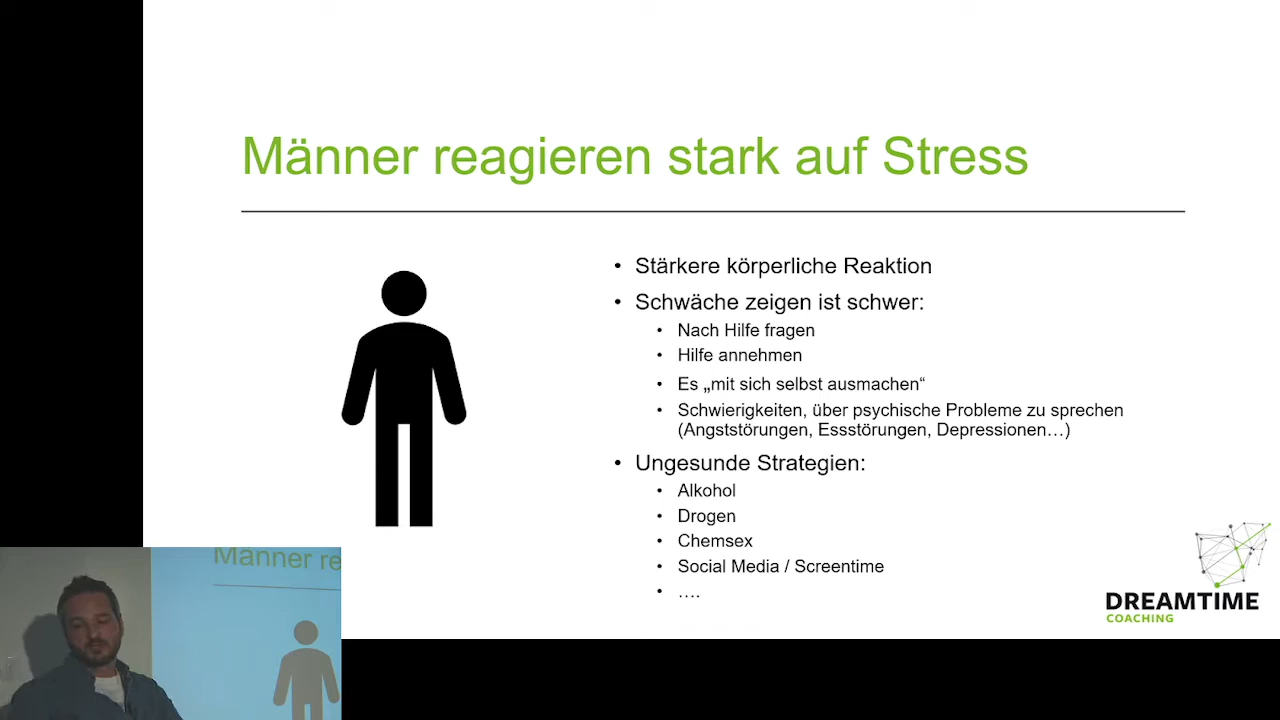 Männer reagieren stark auf Stress
• Stärkere körperliche Reaktion
• Schwäche zeigen ist schwer:
• Nach Hilfe fragen
• Hilfe annehmen
• Es „mit sich selbst ausmachen“
• Schwierigkeiten, über psychische Probleme zu sprechen
(Angststörungen, Essstörungen, Depressionen…)
• Ungesunde Strategien:
• Alkohol
• Drogen
• Chemsex
• Social Media / Screentime
• ….
DREAMTIME
COACHING
Männer re